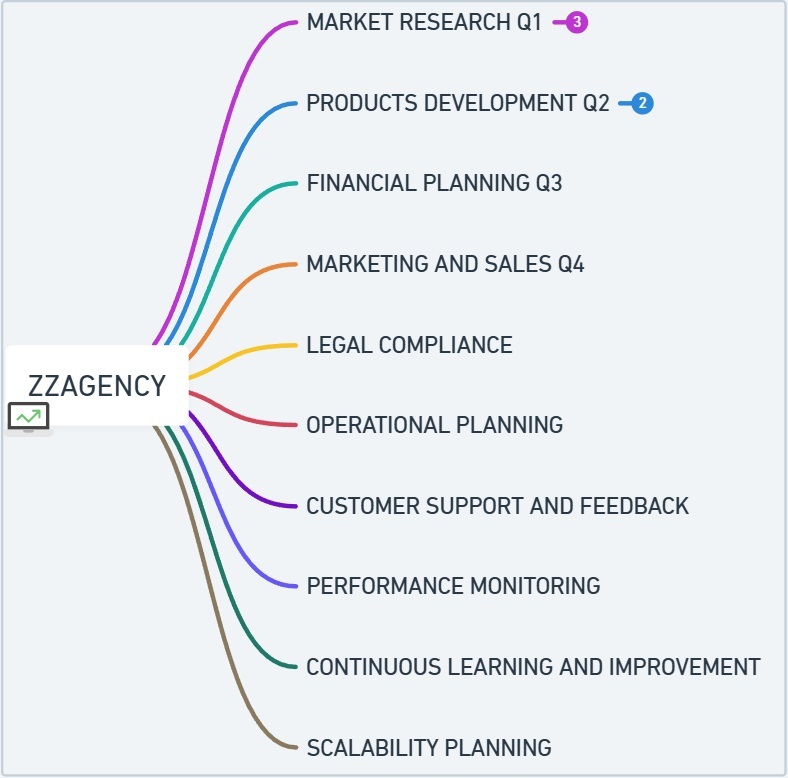 MARKET RESEARCH Q1 3
PRODUCTS DEVELOPMENT Q2 2
FINANCIAL PLANNING Q3
MARKETING AND SALES Q4
LEGAL COMPLIANCE
ZZAGENCY
OPERATIONAL PLANNING
CUSTOMER SUPPORT AND FEEDBACK
PERFORMANCE MONITORING
CONTINUOUS LEARNING AND IMPROVEMENT
SCALABILITY PLANNING